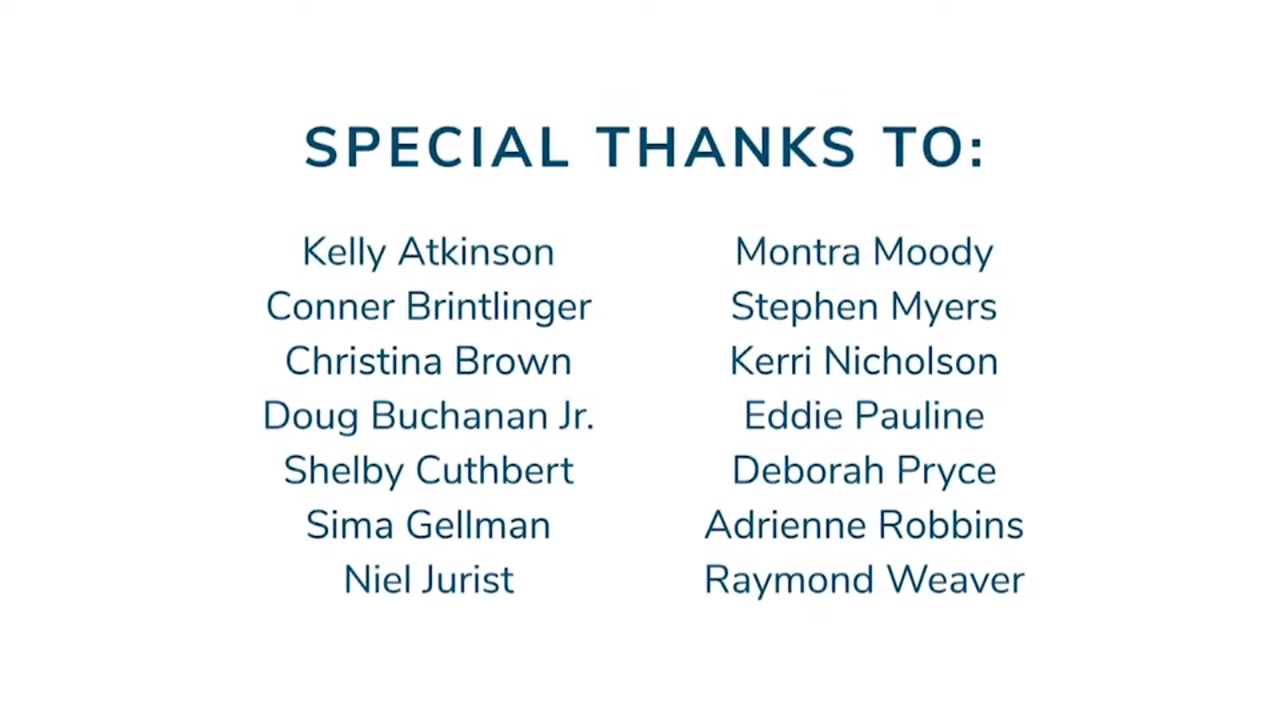 SPECIAL THANKS TO:
Kelly Atkinson
Conner Brintlinger
Christina Brown
Doug Buchanan Jr.
Shelby Cuthbert
Sima Gellman
Niel Jurist
Montra Moody
Stephen Myers
Kerri Nicholson
Eddie Pauline
Deborah Pryce
Adrienne Robbins
Raymond Weaver